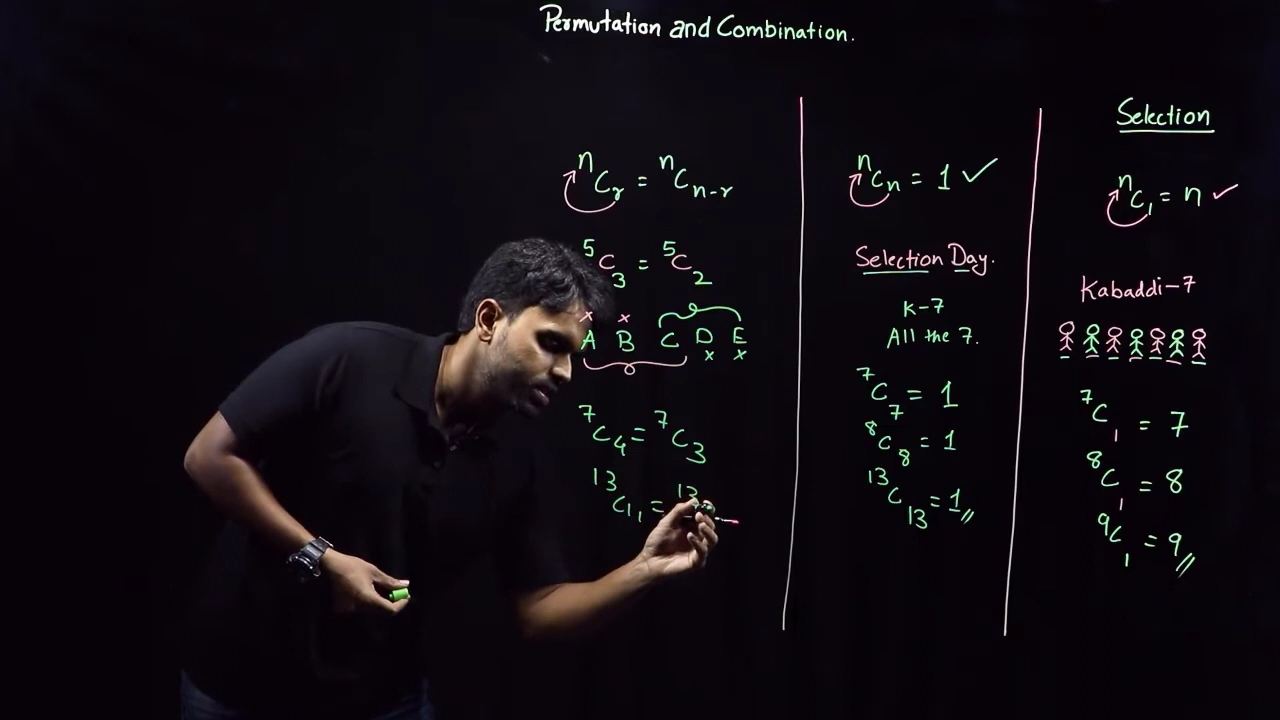 Permutation and Combination.
ⁿCᵣ = ⁿCₙ₋ᵣ
⁵C₃ = ⁵C₂
x x
A B C D E
x x
⁷C₄ = ⁷C₃
¹³C₁₁ = ¹³
ⁿCₙ = 1 ✓
Selection Day.
K-7
All the 7.
⁷C₇ = 1
⁸C₈ = 1
¹³C₁₃ = 1//
Selection
ⁿC₁ = n ✓
Kabaddi-7
⁷C₁ = 7
⁸C₁ = 8
⁹C₁ = 9//